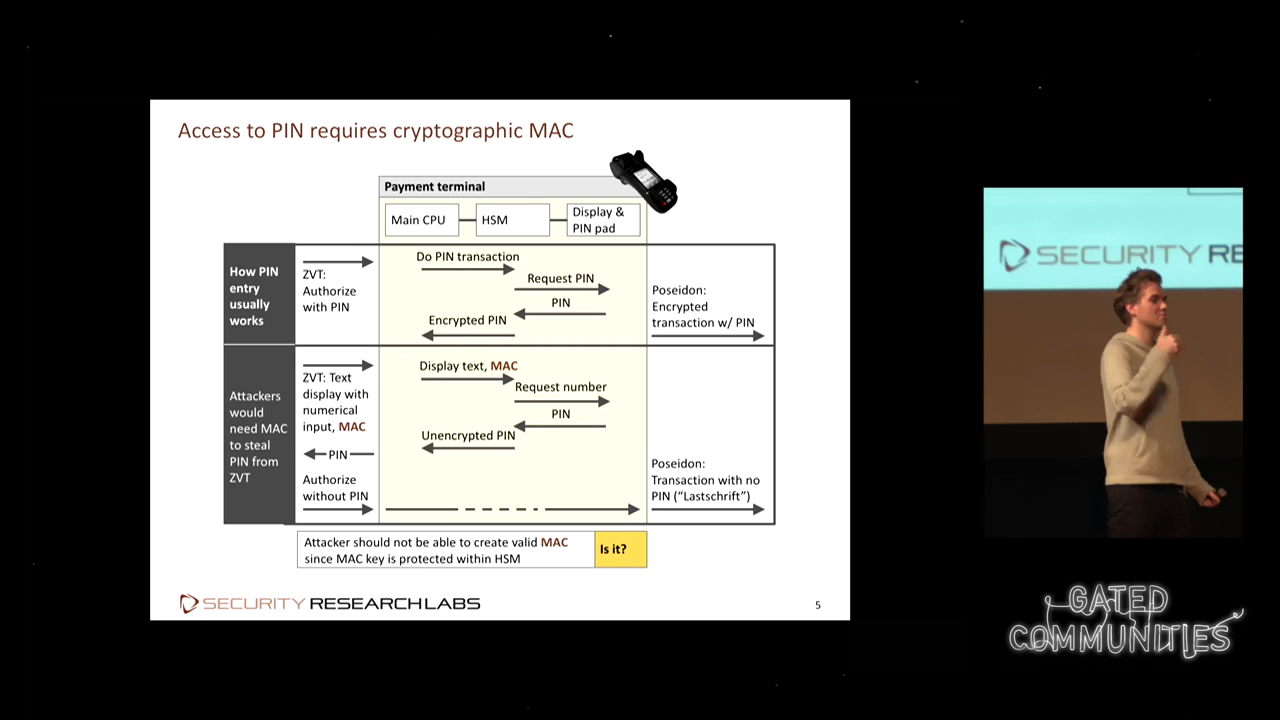 Access to PIN requires cryptographic MAC
Payment terminal
Main CPU
HSM
Display &
PIN pad
How PIN
entry
usually
works
ZVT:
Authorize
with PIN
Do PIN transaction
Request PIN
PIN
Encrypted PIN
Poseidon:
Encrypted
transaction w/ PIN
Attackers
would
need MAC
to steal
PIN from
ZVT
ZVT: Text
display with
numerical
input, MAC
PIN
Authorize
without PIN
Display text, MAC
Request number
PIN
Unencrypted PIN
Poseidon:
Transaction with no
PIN (“Lastschrift”)
Attacker should not be able to create valid MAC
since MAC key is protected within HSM
Is it?
SECURITY RESEARCH LABS
5
SECURITY RE
GATED
COMMUNITIES